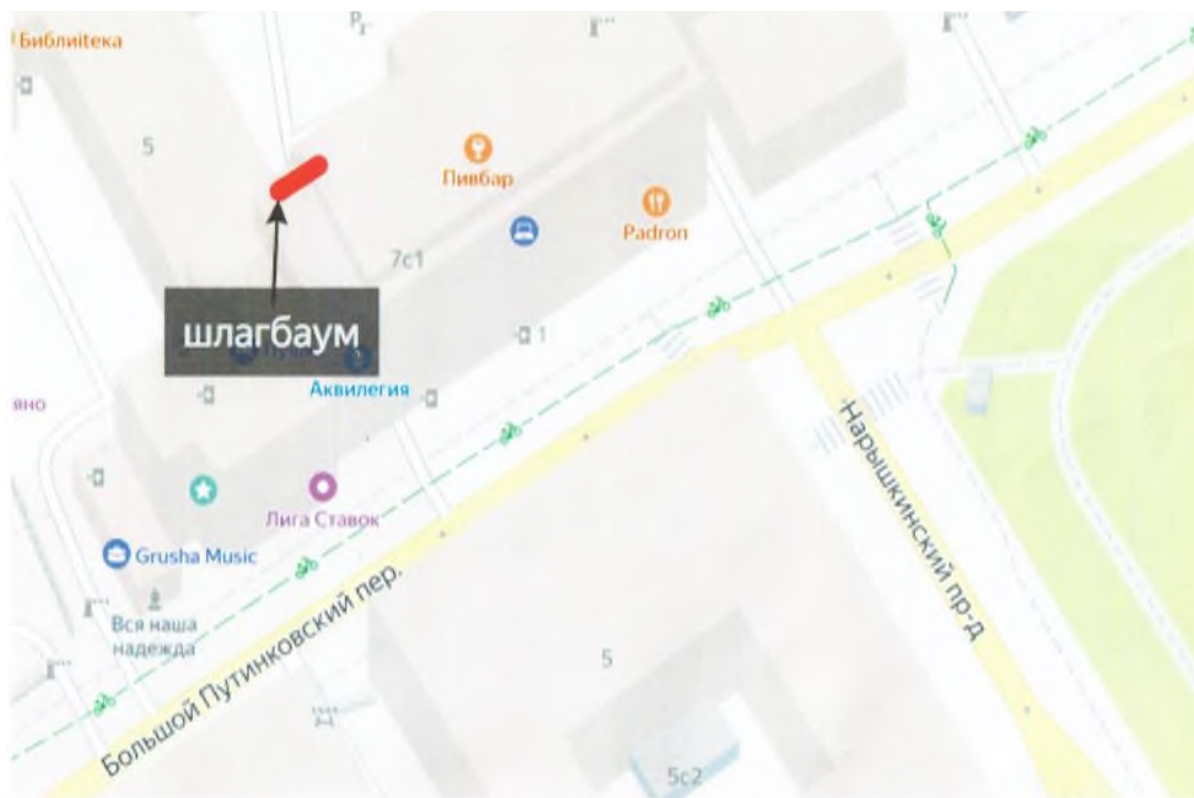 Библиitека
5
Пивбар
Padron
7с1
шлагбаум
1
Аквилегия
яно
Лига Ставок
Grusha Music
Вся наша
надежда
Большой Путинковский пер.
Нарышкинский пр-д
5
5с2